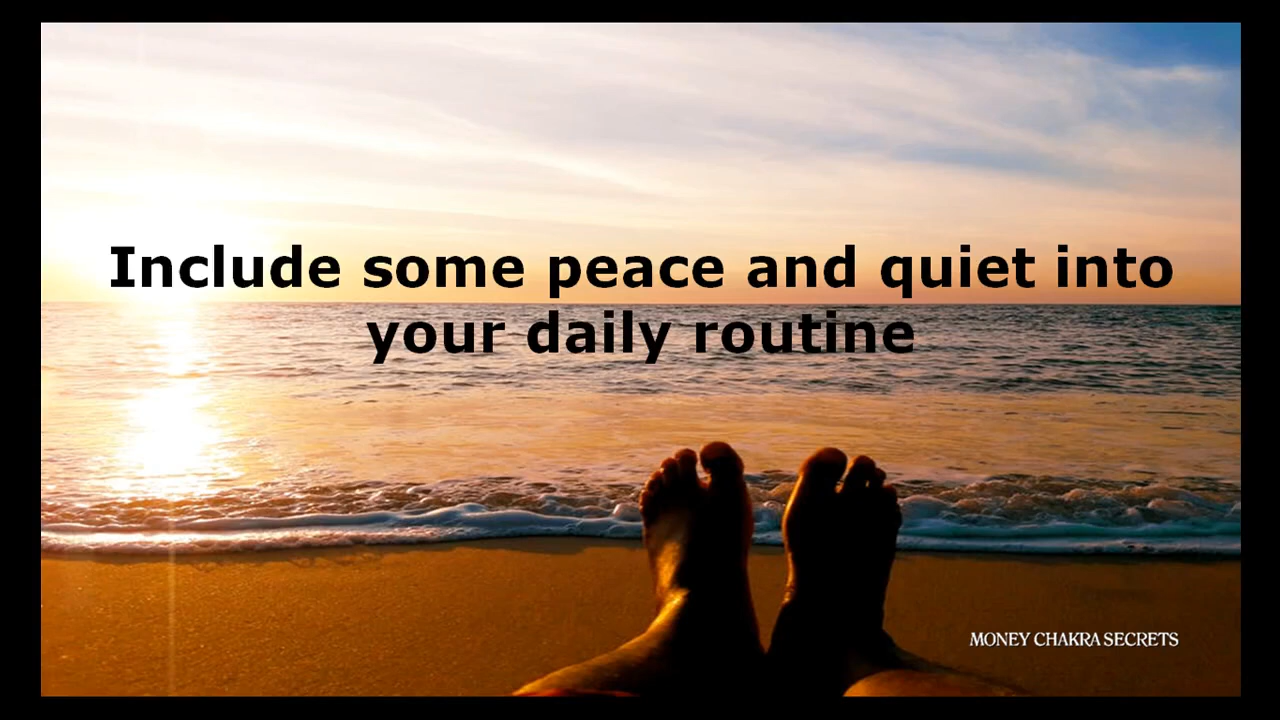 Include some peace and quiet into
your daily routine
MONEY CHAKRA SECRETS